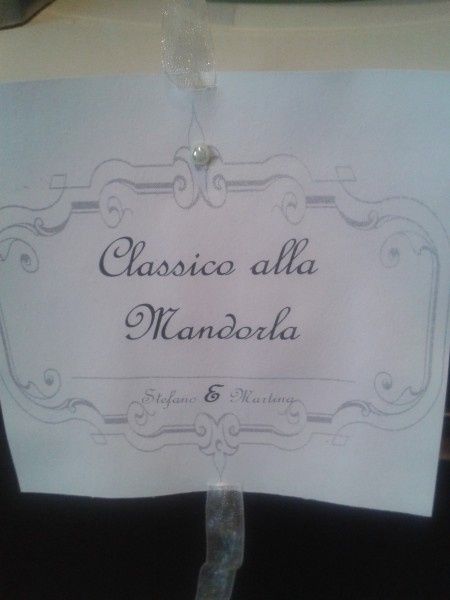 Classico alla
Mandorla
Stefano & Martina